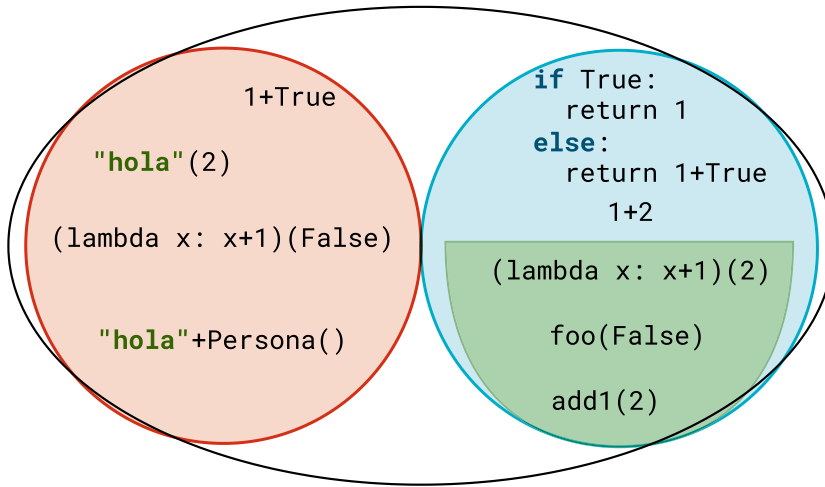 1+True
"hola"(2)
(lambda x: x+1)(False)
"hola"+Persona()
if True:
  return 1
else:
  return 1+True
1+2
(lambda x: x+1)(2)
foo(False)
add1(2)